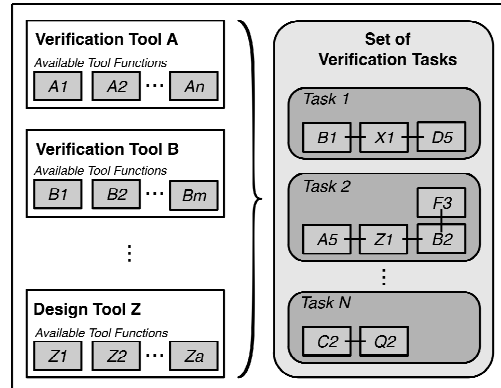 Verification Tool A
Available Tool Functions
A1 A2 ··· An
Verification Tool B
Available Tool Functions
B1 B2 ··· Bm
⋮
Design Tool Z
Available Tool Functions
Z1 Z2 ··· Za
Set of
Verification Tasks
Task 1
B1 X1 D5
Task 2
F3
A5 Z1 B2
⋮
Task N
C2 Q2